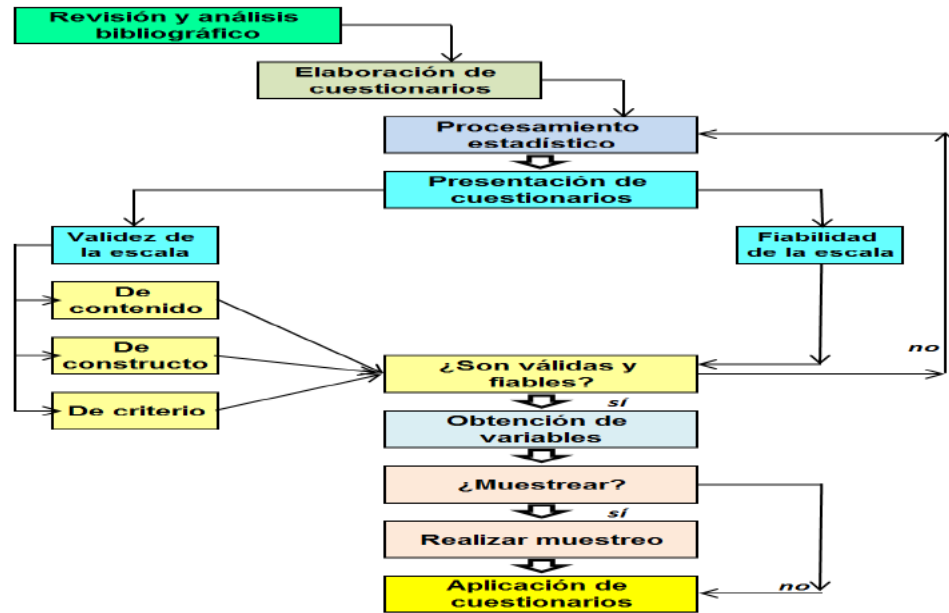 Revisión y análisis
bibliográfico
Elaboración de
cuestionarios
Procesamiento
estadístico
Presentación de
cuestionarios
Validez de
la escala
Fiabilidad
de la escala
De
contenido
De
constructo
De criterio
¿Son válidas y
fiables?
no
sí
Obtención de
variables
¿Muestrear?
sí
Realizar muestreo
Aplicación de
cuestionarios
no